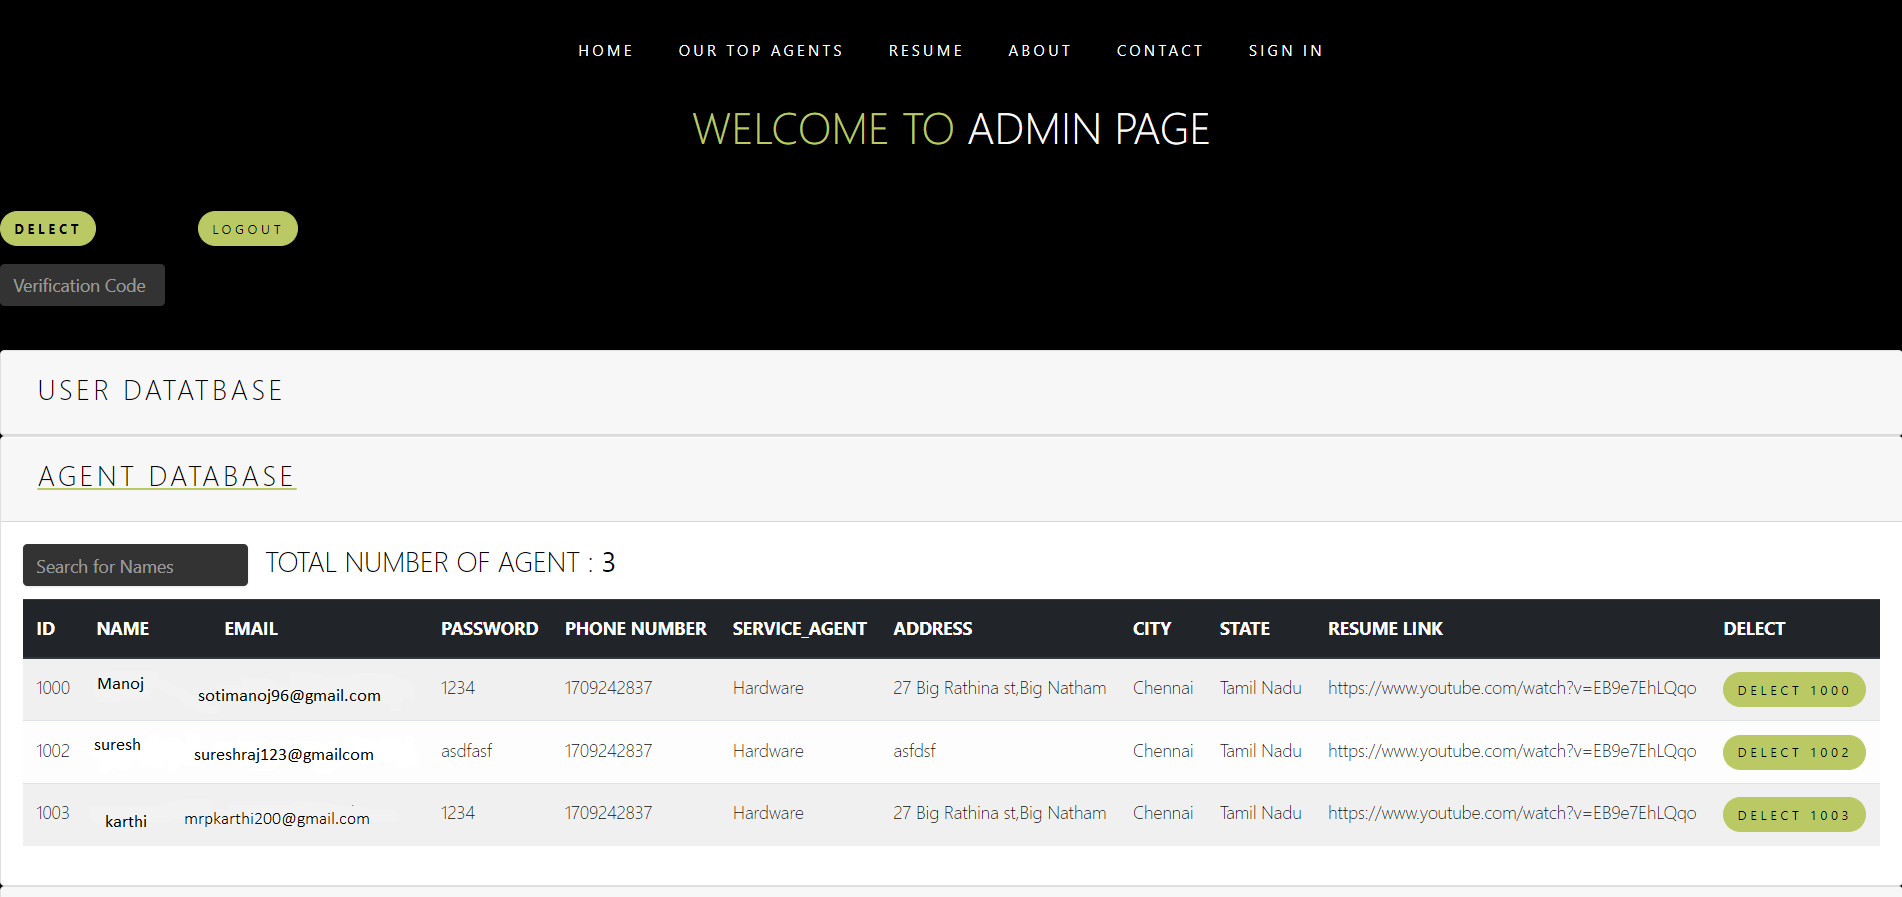 HOME OUR TOP AGENTS RESUME ABOUT CONTACT SIGN IN
WELCOME TO ADMIN PAGE
DELECT LOGOUT
Verification Code
USER DATATBASE
AGENT DATABASE
Search for Names TOTAL NUMBER OF AGENT : 3
ID NAME EMAIL PASSWORD PHONE NUMBER SERVICE_AGENT ADDRESS CITY STATE RESUME LINK DELECT
1000 Manoj sotimanoj96@gmail.com 1234 1709242837 Hardware 27 Big Rathina st,Big Natham Chennai Tamil Nadu https://www.youtube.com/watch?v=EB9e7EhLQqo DELECT 1000
1002 suresh sureshraj123@gmailcom asdfasf 1709242837 Hardware asfdsf Chennai Tamil Nadu https://www.youtube.com/watch?v=EB9e7EhLQqo DELECT 1002
1003 karthi mrpkarthi200@gmail.com 1234 1709242837 Hardware 27 Big Rathina st,Big Natham Chennai Tamil Nadu https://www.youtube.com/watch?v=EB9e7EhLQqo DELECT 1003